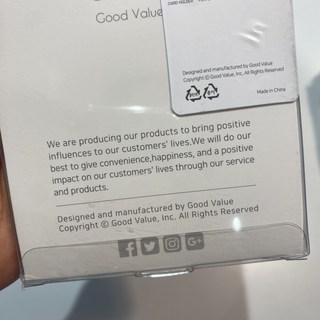 Good Value
CARD HOLDER
Designed and manufactured by Good Value
Copyright © Good Value, Inc. All Rights Reserved
Made in China
We are producing our products to bring positive
influences to our customers' lives.We will do our
best to give convenience,happiness, and a positive
impact on our customers' lives through our service
and products.
Designed and manufactured by Good Value
Copyright © Good Value, Inc. All Rights Reserved